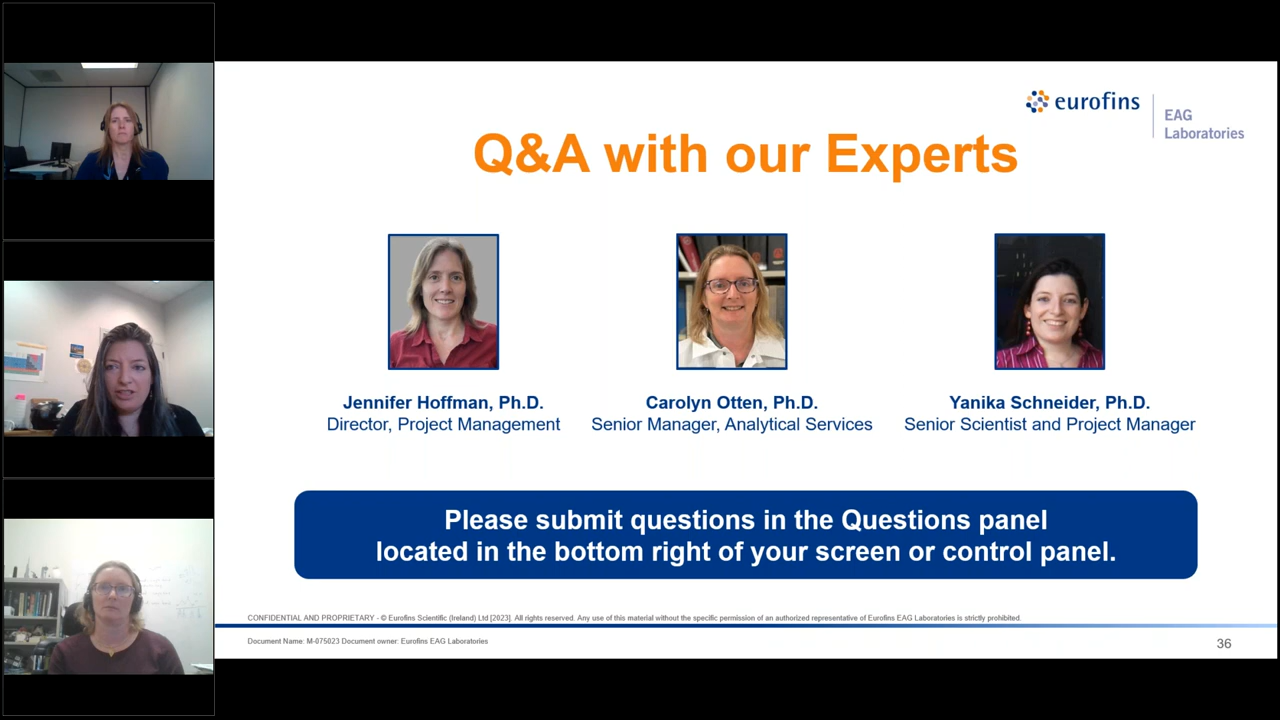 eurofins
EAG
Laboratories
Q&A with our Experts
Jennifer Hoffman, Ph.D.
Director, Project Management
Carolyn Otten, Ph.D.
Senior Manager, Analytical Services
Yanika Schneider, Ph.D.
Senior Scientist and Project Manager
Please submit questions in the Questions panel
located in the bottom right of your screen or control panel.
CONFIDENTIAL AND PROPRIETARY - © Eurofins Scientific (Ireland) Ltd [2023]. All rights reserved. Any use of this material without the specific permission of an authorized representative of Eurofins EAG Laboratories is strictly prohibited.
Document Name: M-075023 Document owner: Eurofins EAG Laboratories
36